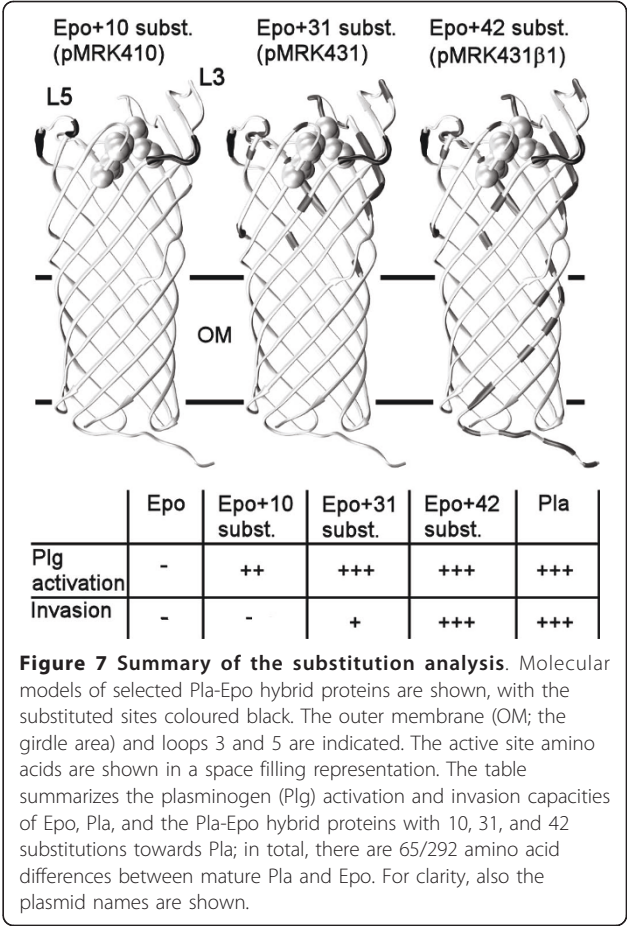 Epo+10 subst. Epo+31 subst. Epo+42 subst.
(pMRK410) (pMRK431) (pMRK431β1)
L5 L3
OM
Epo Epo+10 subst. Epo+31 subst. Epo+42 subst. Pla
Plg activation - ++ +++ +++ +++
Invasion - - + +++ +++
Figure 7 Summary of the substitution analysis. Molecular
models of selected Pla-Epo hybrid proteins are shown, with the
substituted sites coloured black. The outer membrane (OM; the
girdle area) and loops 3 and 5 are indicated. The active site amino
acids are shown in a space filling representation. The table
summarizes the plasminogen (Plg) activation and invasion capacities
of Epo, Pla, and the Pla-Epo hybrid proteins with 10, 31, and 42
substitutions towards Pla; in total, there are 65/292 amino acid
differences between mature Pla and Epo. For clarity, also the
plasmid names are shown.